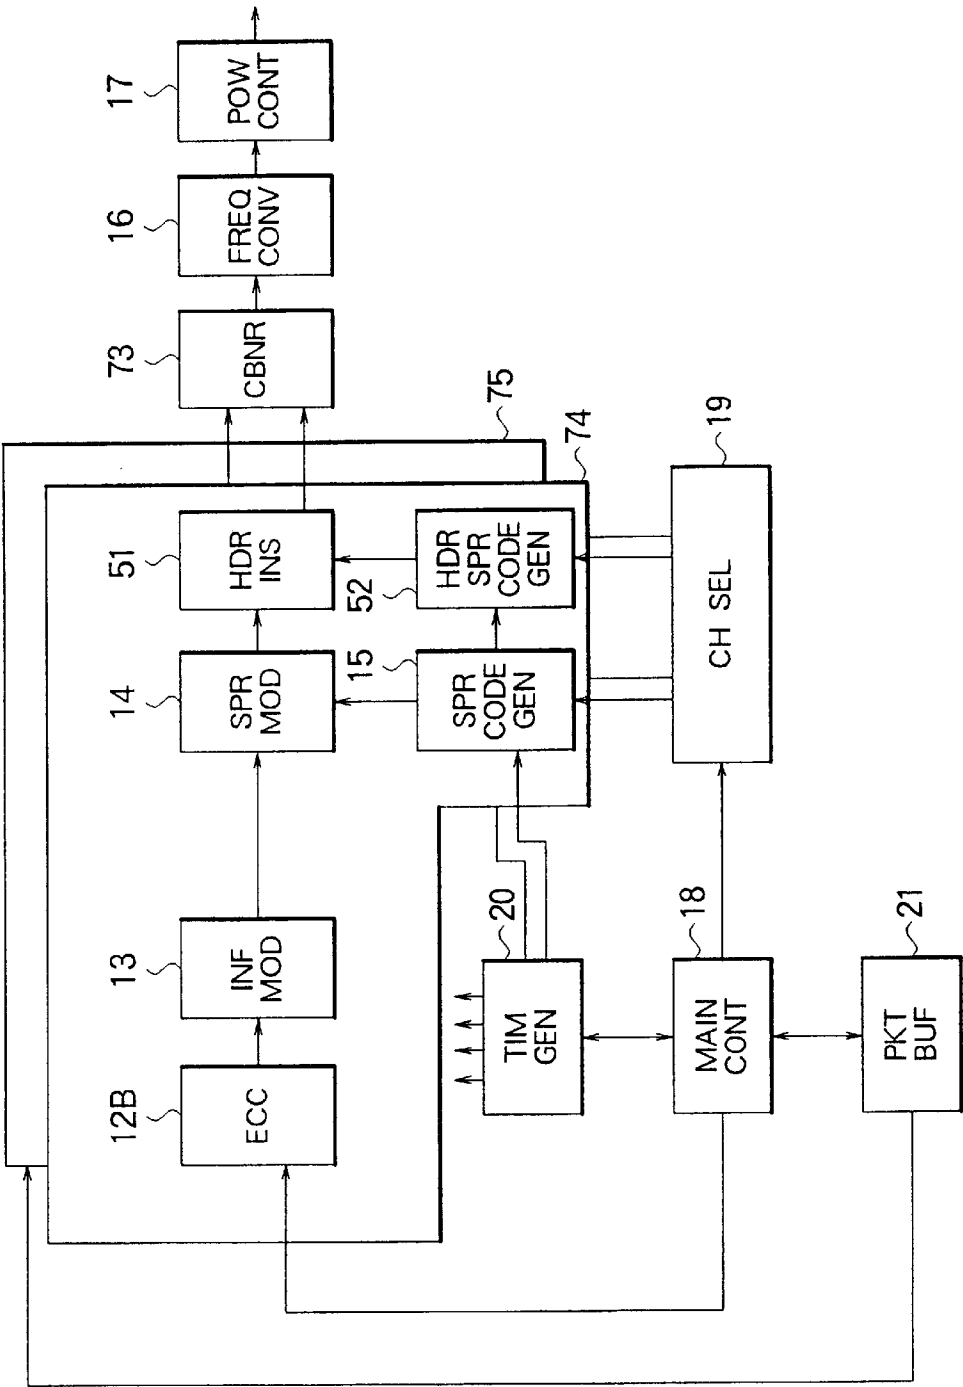 12B
ECC
13
INF
MOD
14
SPR
MOD
51
HDR
INS
73
CBNR
16
FREQ
CONV
17
POW
CONT
15
SPR
CODE
GEN
52
HDR
SPR
CODE
GEN
75
74
20
TIM
GEN
18
MAIN
CONT
19
CH SEL
21
PKT
BUF